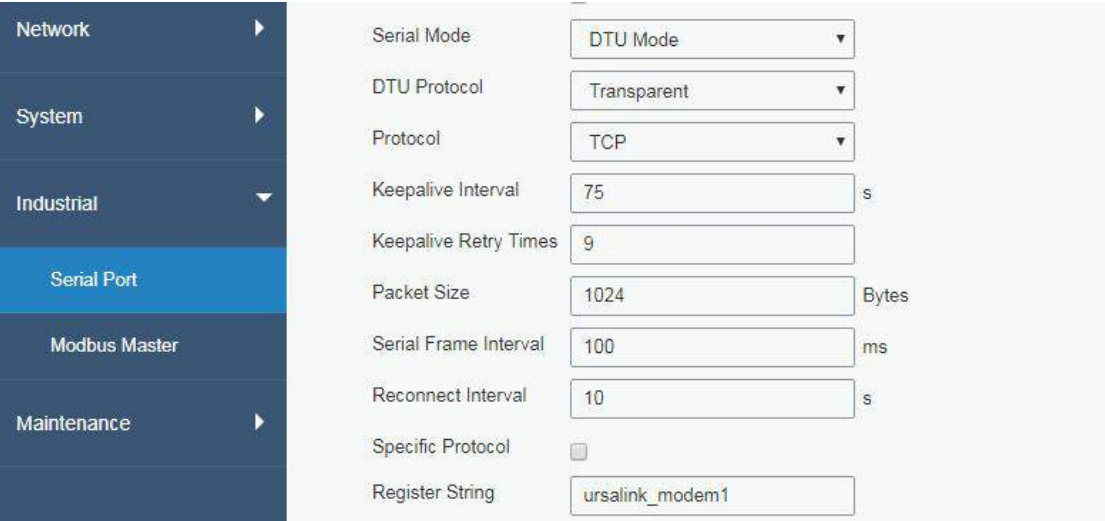 Network
System
Industrial
Serial Port
Modbus Master
Maintenance
Serial Mode DTU Mode
DTU Protocol Transparent
Protocol TCP
Keepalive Interval 75 s
Keepalive Retry Times 9
Packet Size 1024 Bytes
Serial Frame Interval 100 ms
Reconnect Interval 10 s
Specific Protocol
Register String ursalink_modem1